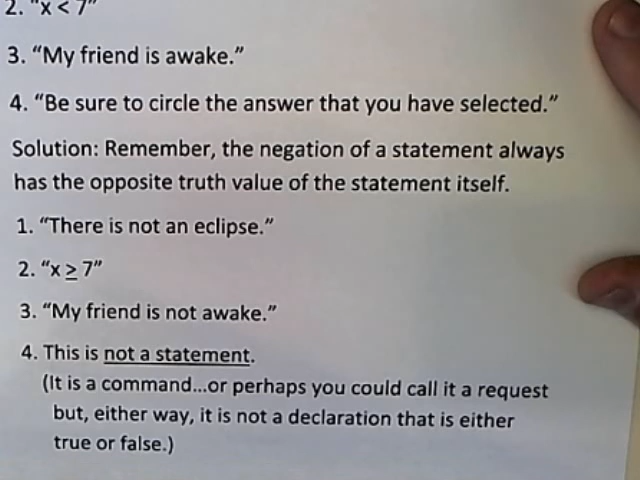 2. "x < 7"
3. "My friend is awake."
4. "Be sure to circle the answer that you have selected."
Solution: Remember, the negation of a statement always
has the opposite truth value of the statement itself.
1. "There is not an eclipse."
2. "x ≥ 7"
3. "My friend is not awake."
4. This is not a statement.
(It is a command...or perhaps you could call it a request
but, either way, it is not a declaration that is either
true or false.)